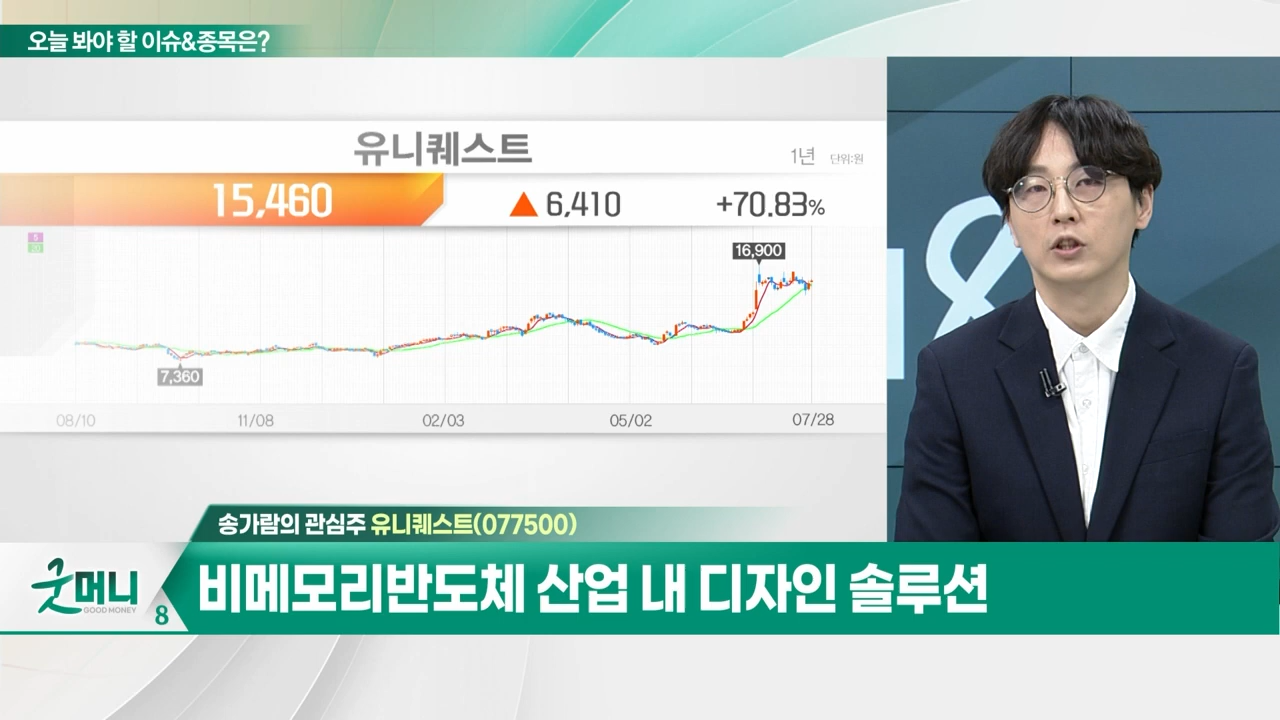 오늘 봐야 할 이슈&종목은?
유니퀘스트
1년 단위:원
15,460 ▲ 6,410 +70.83%
5
20
16,900
7,360
08/10 11/08 02/03 05/02 07/28
송가람의 관심주 유니퀘스트(077500)
굿머니
GOOD MONEY
8
비메모리반도체 산업 내 디자인 솔루션